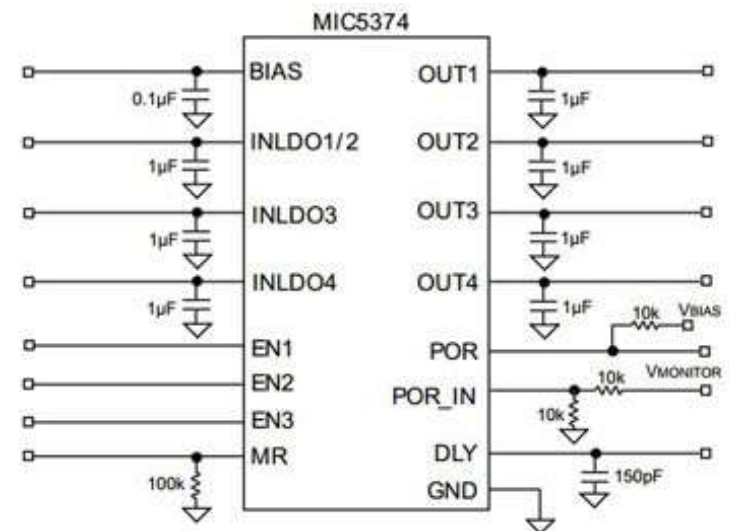 MIC5374
BIAS OUT1
0.1µF 1µF
INLDO1/2 OUT2
1µF 1µF
INLDO3 OUT3
1µF 1µF
INLDO4 OUT4
1µF 1µF
10k VBIAS
EN1 POR
10k VMONITOR
EN2 POR_IN
EN3 10k
MR DLY
100k 150pF
GND